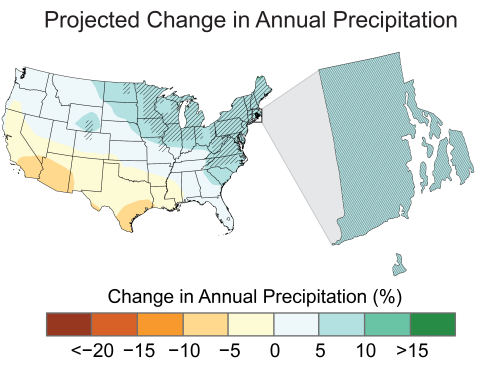 Projected Change in Annual Precipitation
Change in Annual Precipitation (%)
<−20 −15 −10 −5 0 5 10 >15